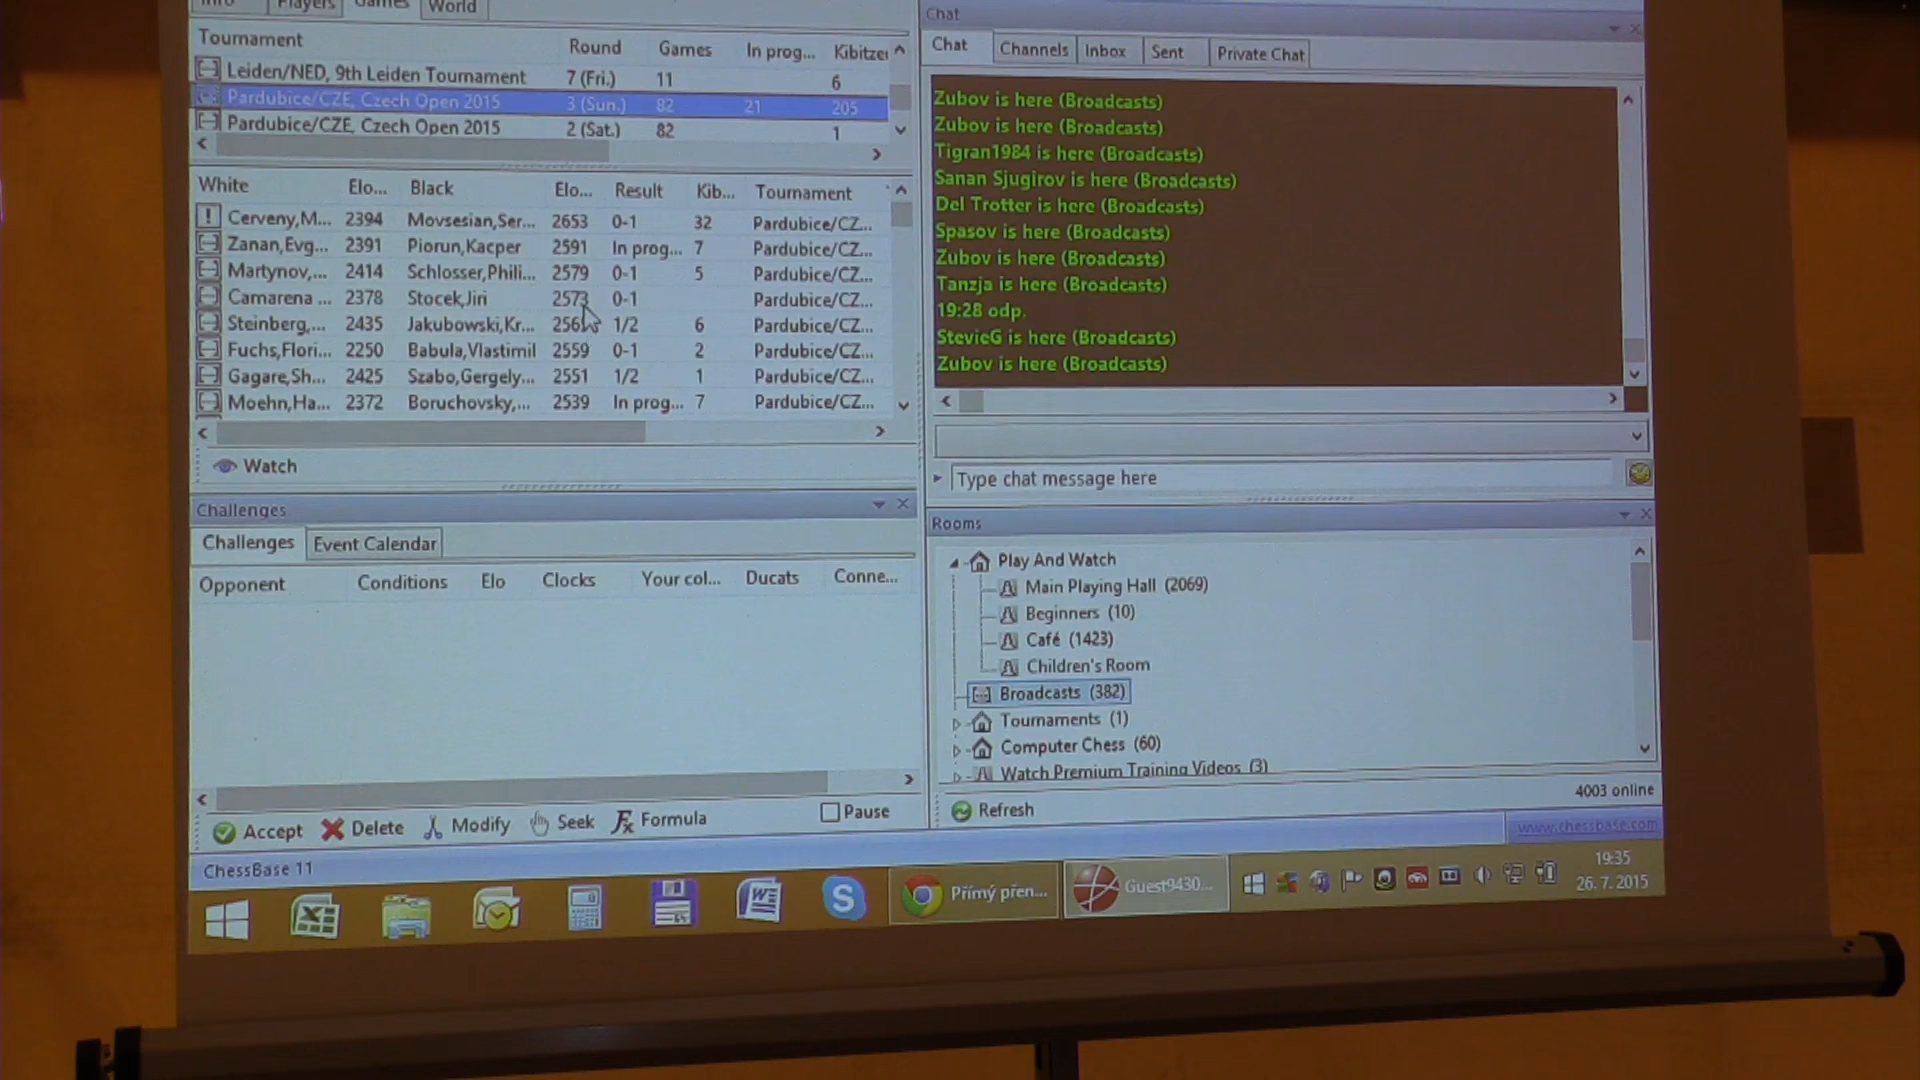 Info Players Games World
Tournament Round Games In prog... Kibitzer
Leiden/NED, 9th Leiden Tournament 7 (Fri.) 11 6
Pardubice/CZE, Czech Open 2015 3 (Sun.) 82 21 205
Pardubice/CZE, Czech Open 2015 2 (Sat.) 82 1
White Elo... Black Elo... Result Kib... Tournament
Cerveny,M... 2394 Movsesian,Ser... 2653 0-1 32 Pardubice/CZ...
Zanan,Evg... 2391 Piorun,Kacper 2591 In prog... 7 Pardubice/CZ...
Martynov,... 2414 Schlosser,Phili... 2579 0-1 5 Pardubice/CZ...
Camarena ... 2378 Stocek,Jiri 2573 0-1 Pardubice/CZ...
Steinberg,... 2435 Jakubowski,Kr... 1/2 6 Pardubice/CZ...
Fuchs,Flori... 2250 Babula,Vlastimil 2559 0-1 2 Pardubice/CZ...
Gagare,Sh... 2425 Szabo,Gergely... 2551 1/2 1 Pardubice/CZ...
Moehn,Ha... 2372 Boruchovsky,... 2539 In prog... 7 Pardubice/CZ...
Watch
Challenges
Challenges Event Calendar
Opponent Conditions Elo Clocks Your col... Ducats Conne...
Accept Delete Modify Seek Formula Pause
ChessBase 11
Chat
Chat Channels Inbox Sent Private Chat
Zubov is here (Broadcasts)
Zubov is here (Broadcasts)
Tigran1984 is here (Broadcasts)
Sanan Sjugirov is here (Broadcasts)
Del Trotter is here (Broadcasts)
Spasov is here (Broadcasts)
Zubov is here (Broadcasts)
Tanzja is here (Broadcasts)
19:28 odp.
StevieG is here (Broadcasts)
Zubov is here (Broadcasts)
Type chat message here
Rooms
Play And Watch
Main Playing Hall (2069)
Beginners (10)
Café (1423)
Children's Room
Broadcasts (382)
Tournaments (1)
Computer Chess (60)
Watch Premium Training Videos (3)
4003 online
Refresh
www.chessbase.com
Přímý přen...
Guest9430...
19:35
26. 7. 2015